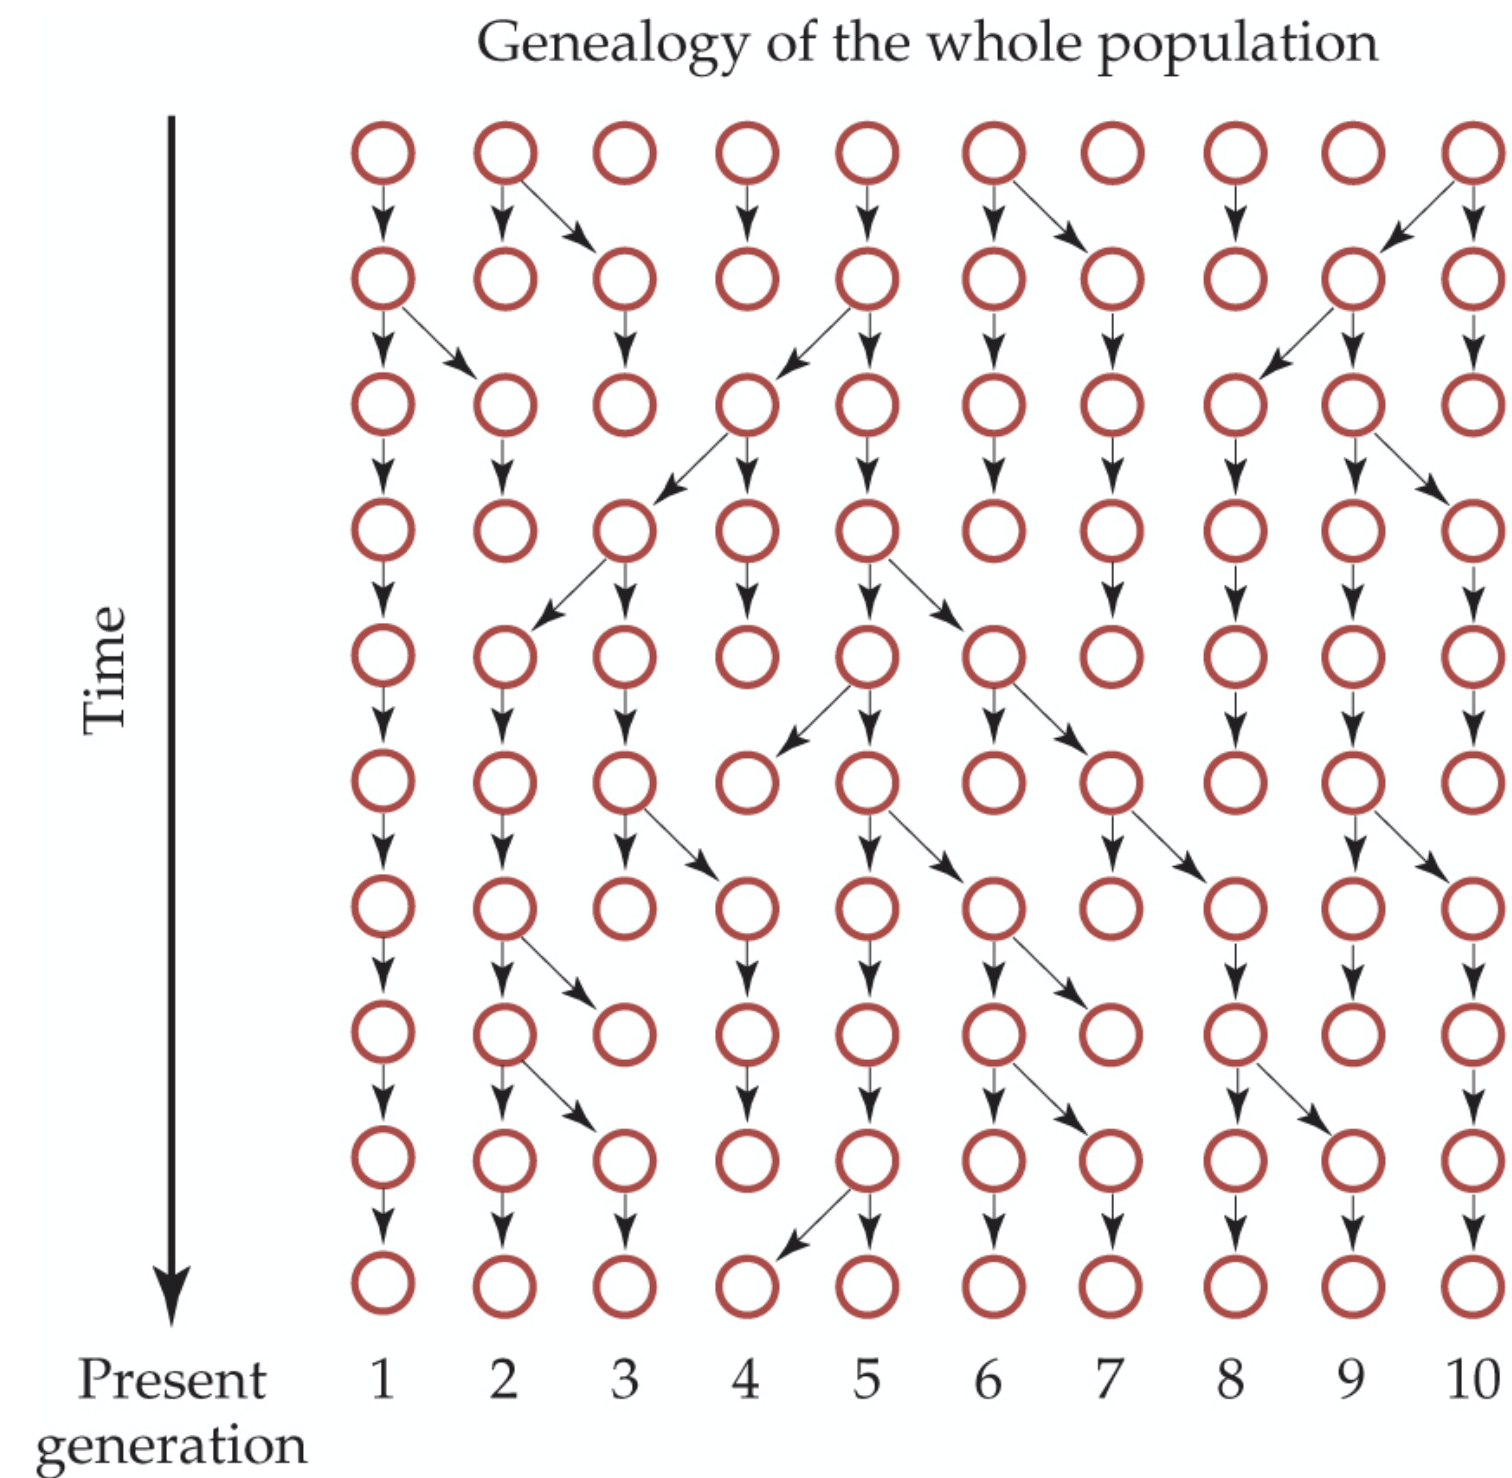 Genealogy of the whole population
Time
Present
generation
1 2 3 4 5 6 7 8 9 10